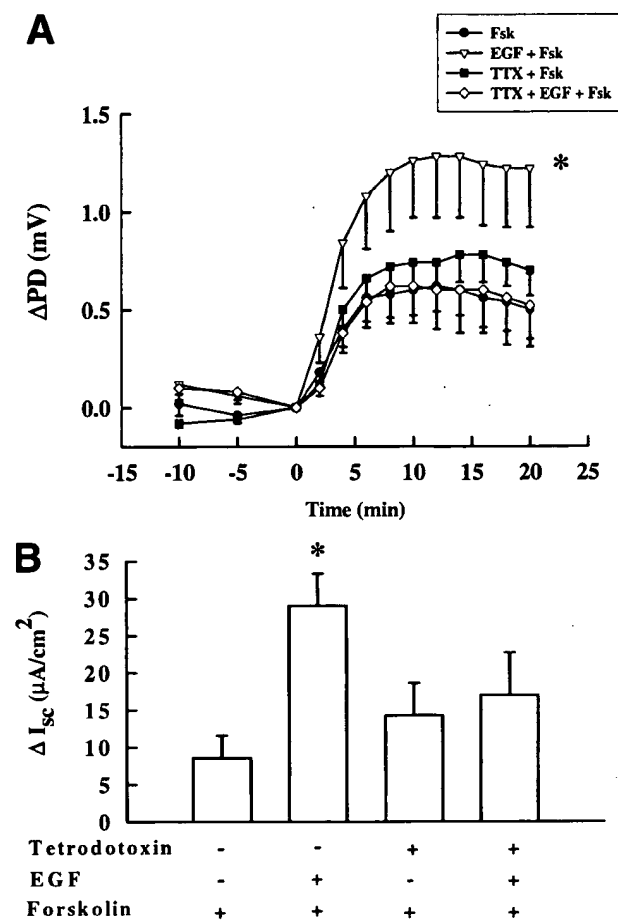 A
Fsk
EGF + Fsk
TTX + Fsk
TTX + EGF + Fsk
1.5
1.0
0.5
0.0
ΔPD (mV)
*
-15 -10 -5 0 5 10 15 20 25
Time (min)
B
35
30
25
20
15
10
5
0
Δ Isc (µA/cm²)
*
Tetrodotoxin - - + +
EGF - + - +
Forskolin + + + +